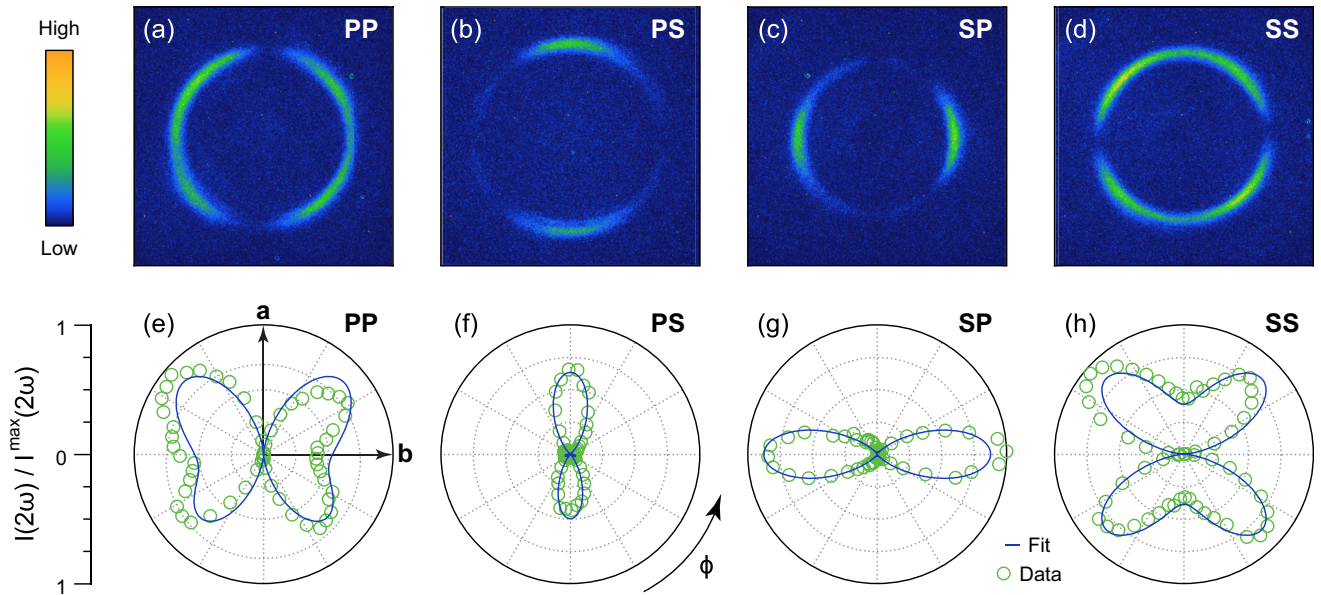 High
Low
(a) PP
(b) PS
(c) SP
(d) SS
I(2ω) / I^max(2ω)
1
0
1
(e) PP
a
b
(f) PS
ϕ
(g) SP
(h) SS
Fit
Data